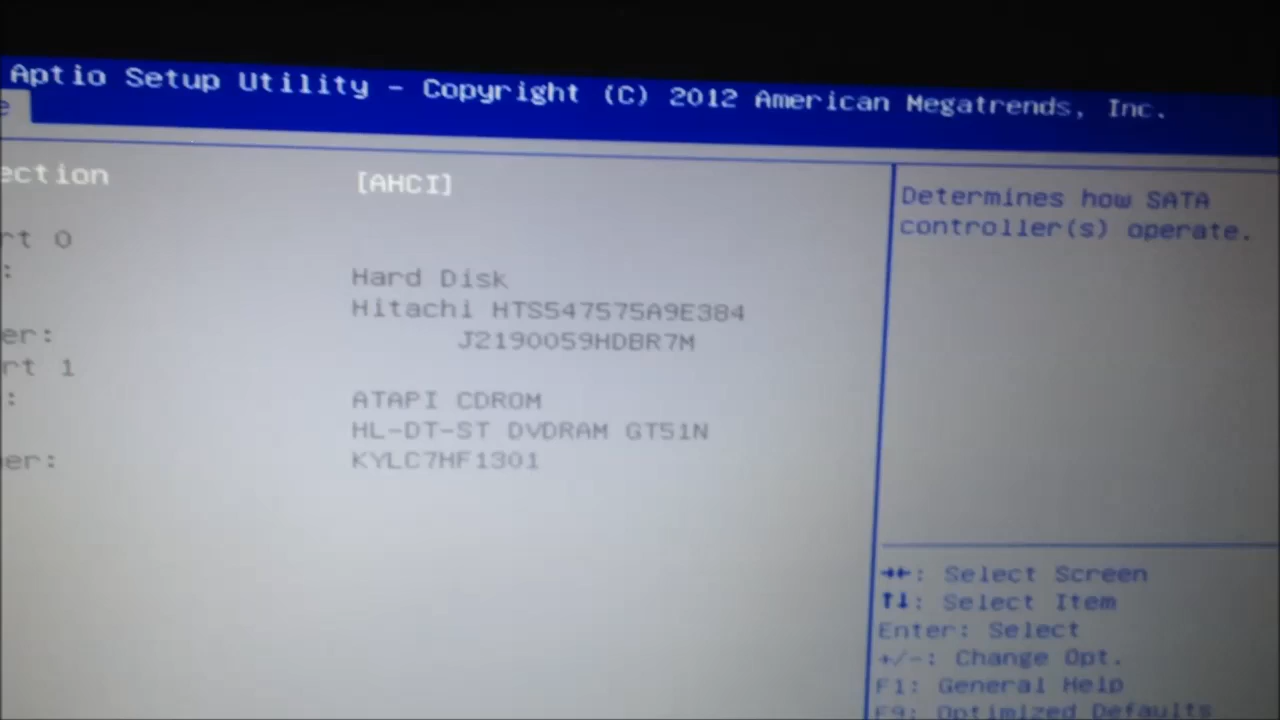 Aptio Setup Utility - Copyright (C) 2012 American Megatrends, Inc.
e
ection [AHCI]
rt 0
: Hard Disk
Hitachi HTS547575A9E384
er: J2190059HDBR7M
rt 1
: ATAPI CDROM
HL-DT-ST DVDRAM GT51N
er: KYLC7HF1301
Determines how SATA
controller(s) operate.
→←: Select Screen
↑↓: Select Item
Enter: Select
+/-: Change Opt.
F1: General Help
F9: Optimized Defaults